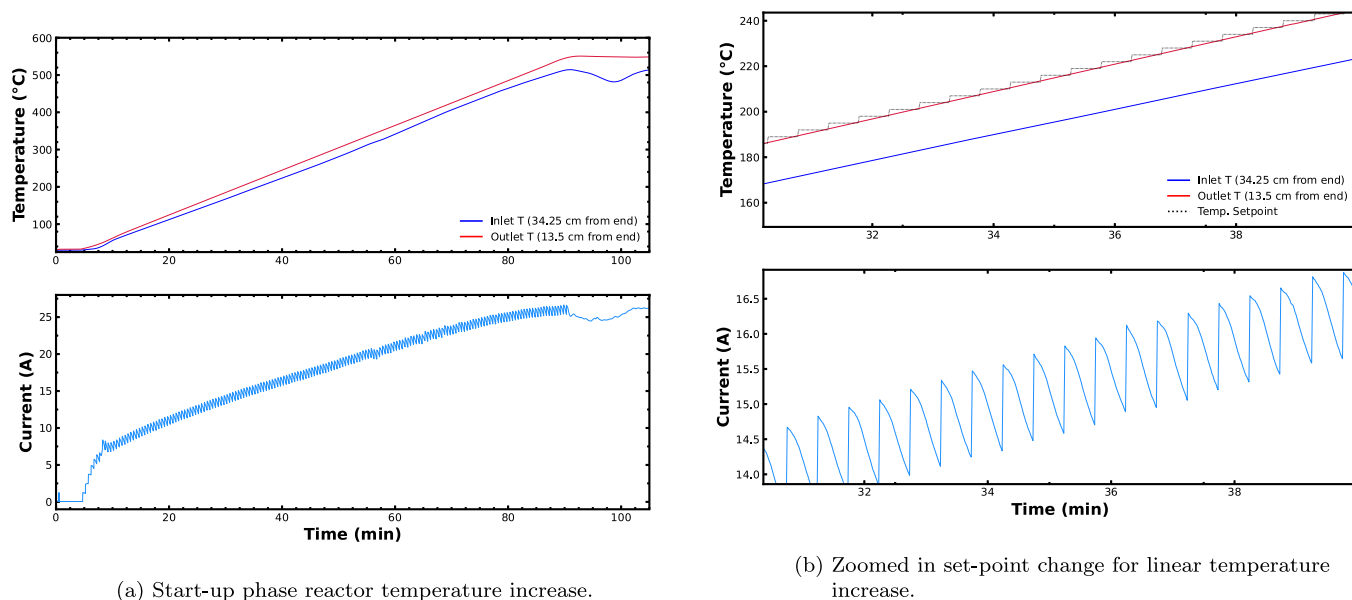 600
500
400
300
200
100
Temperature (°C)
Inlet T (34.25 cm from end)
Outlet T (13.5 cm from end)
0 20 40 60 80 100
25
20
15
10
5
0
Current (A)
0 20 40 60 80 100
Time (min)
(a) Start-up phase reactor temperature increase.
240
220
200
180
160
Temperature (°C)
Inlet T (34.25 cm from end)
Outlet T (13.5 cm from end)
Temp. Setpoint
32 34 36 38
16.5
16.0
15.5
15.0
14.5
14.0
Current (A)
32 34 36 38
Time (min)
(b) Zoomed in set-point change for linear temperature
increase.